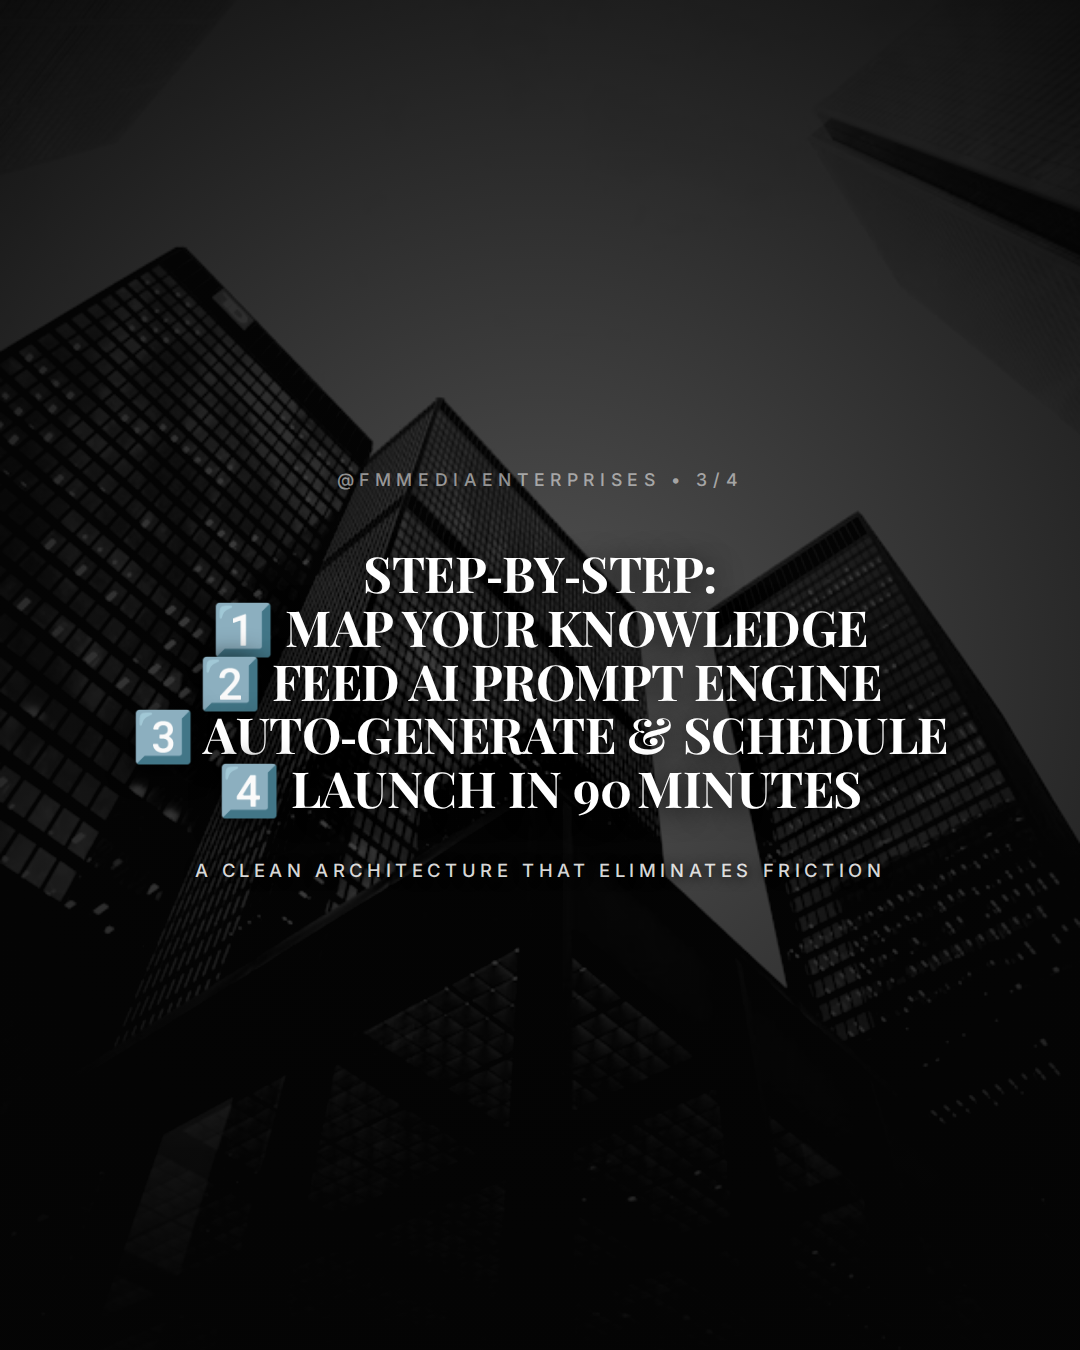 @FMMEDIAENTERPRISES • 3/4
STEP-BY-STEP:
1️⃣ MAP YOUR KNOWLEDGE
2️⃣ FEED AI PROMPT ENGINE
3️⃣ AUTO-GENERATE & SCHEDULE
4️⃣ LAUNCH IN 90 MINUTES
A CLEAN ARCHITECTURE THAT ELIMINATES FRICTION